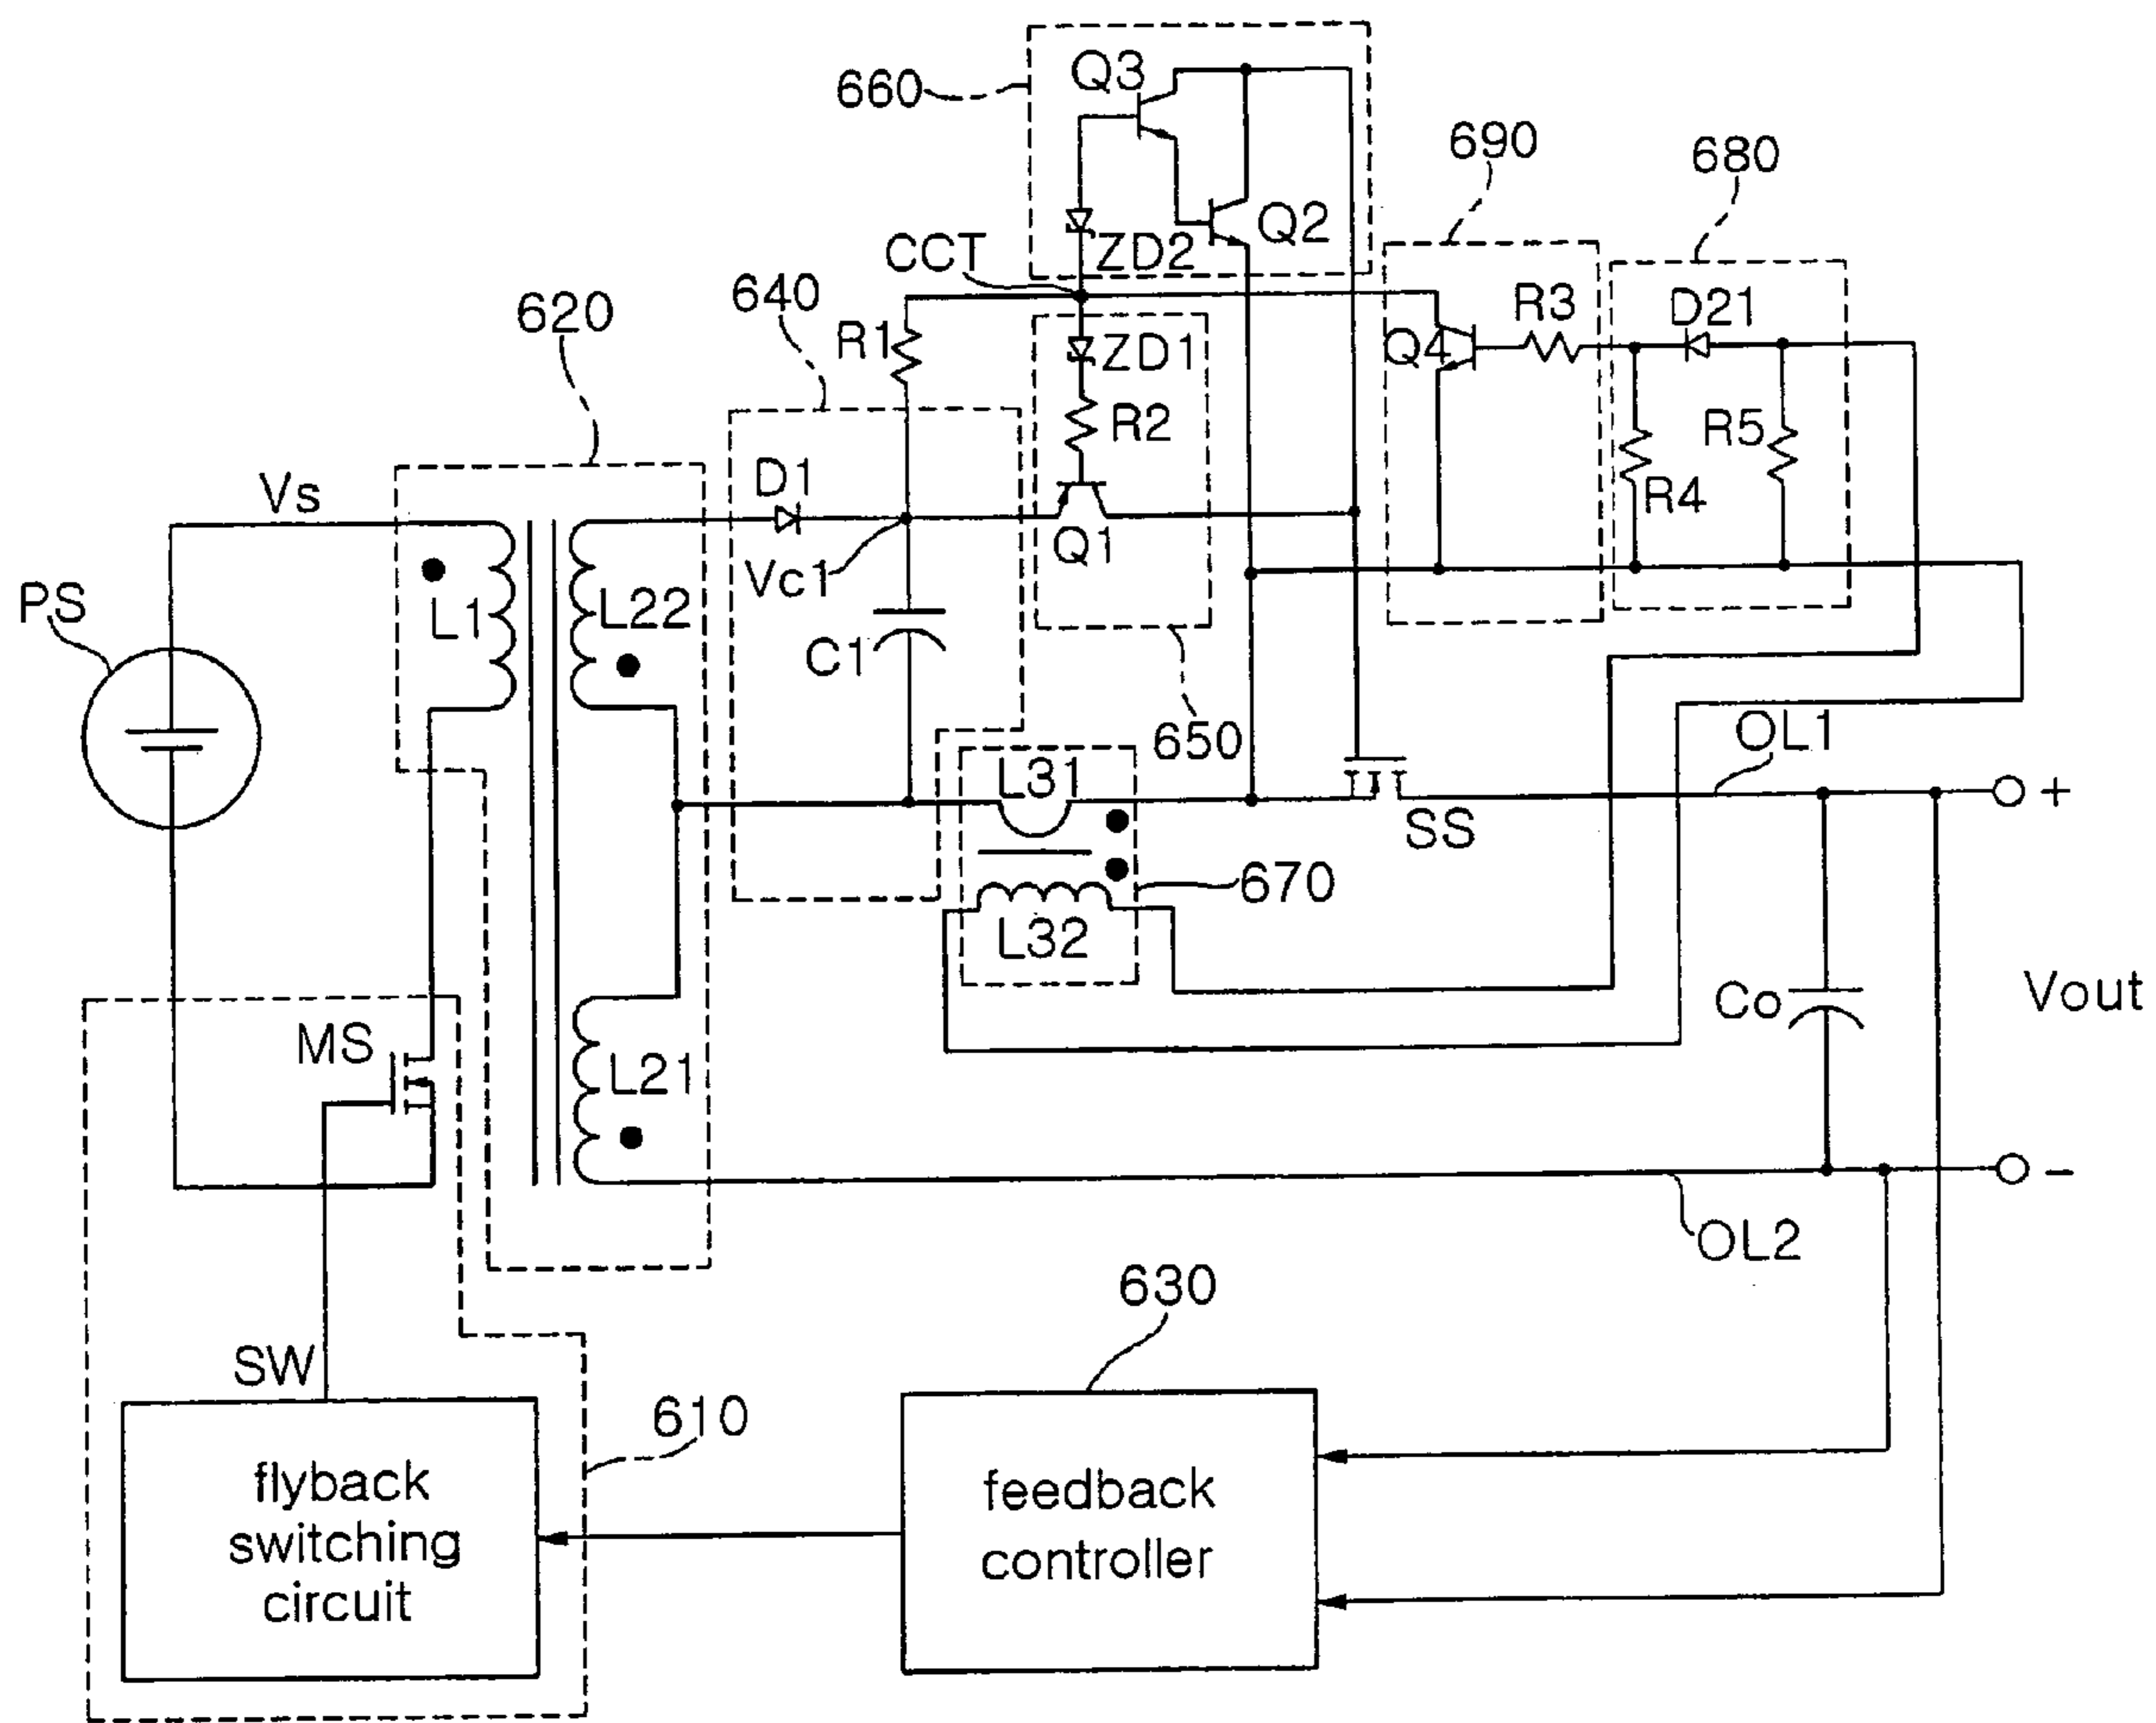 Q3
660
690
680
Q2
CCT
ZD2
640
R3
D21
620
R1
ZD1
Q4
R2
R5
D1
Vs
R4
Q1
Vc1
PS
L1
L22
C1
650
OL1
L31
+
SS
670
L32
Vout
Co
MS
L21
−
OL2
630
SW
610
flyback
switching
circuit
feedback
controller